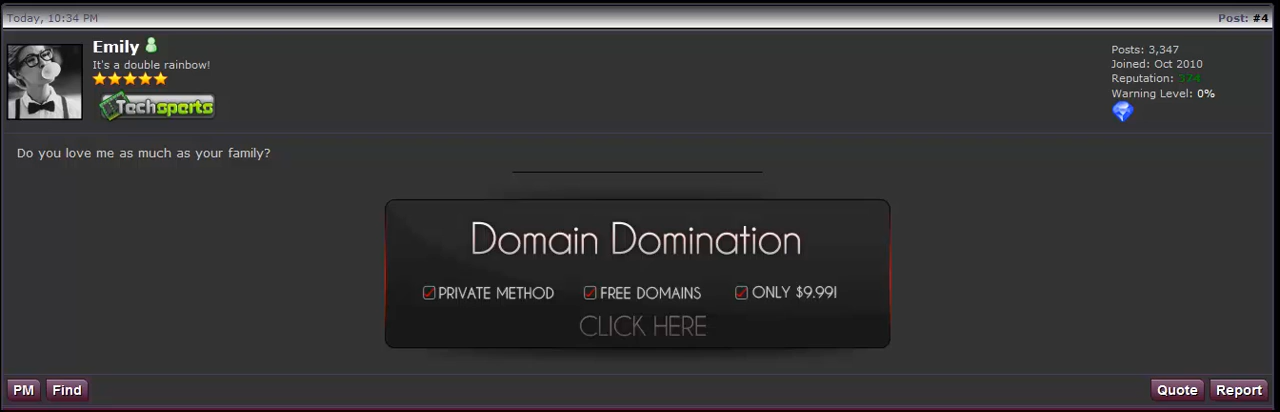 Today, 10:34 PM
Post: #4
Emily
It's a double rainbow!
Techsperts
Posts: 3,347
Joined: Oct 2010
Reputation: 374
Warning Level: 0%
Do you love me as much as your family?
Domain Domination
PRIVATE METHOD FREE DOMAINS ONLY $9.99!
CLICK HERE
PM Find
Quote Report